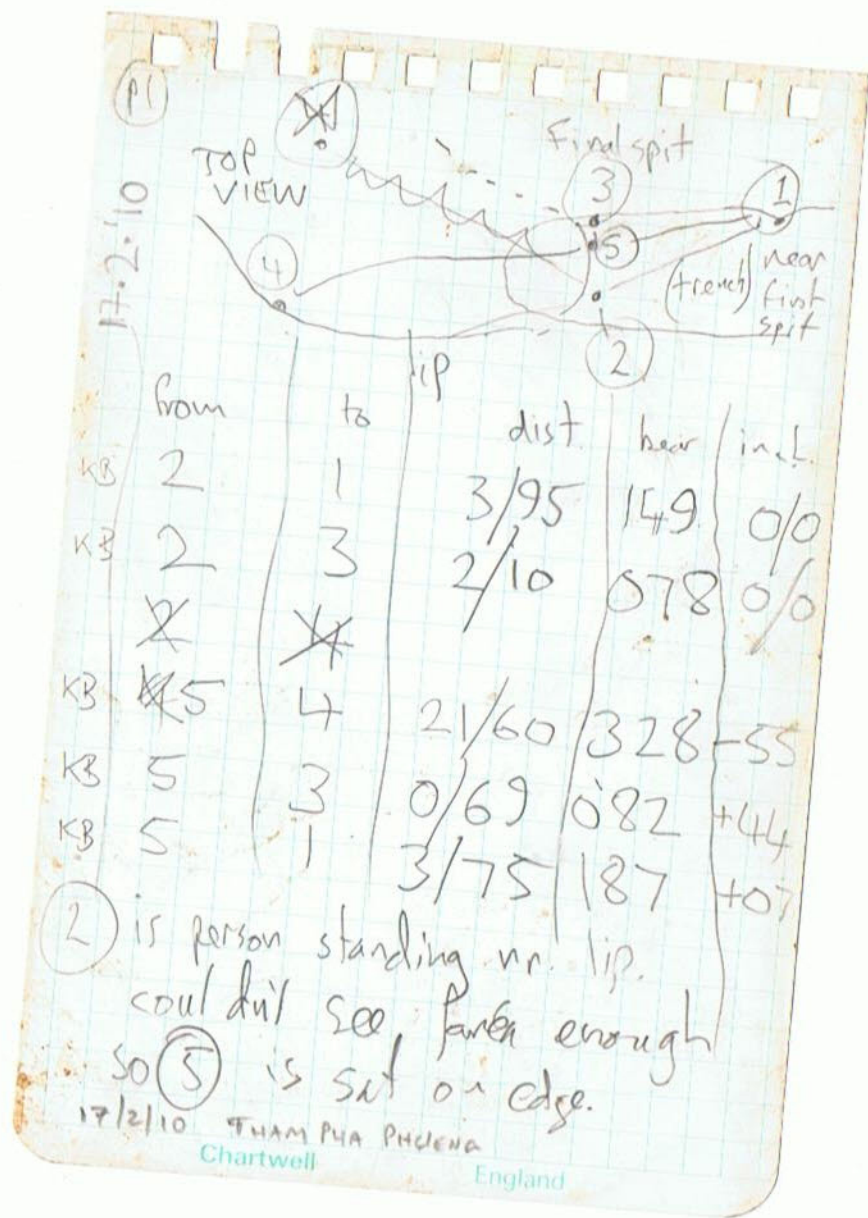 P1
17.2.'10
TOP VIEW
4
Final spit
3
1
5
4
(trench) near first spit
2
lip
from to dist. bear incl.
KB 2 1 3/95 149 0/0
KB 2 3 2/10 078 0/0
2 4
KB 5 4 21/60 328 -55
KB 5 3 0/69 082 +44
KB 5 1 3/75 187 +07
2 is person standing nr. lip.
couldn't see enough
so 5 is sat on edge.
17/2/10 THAM PHA
Chartwell England